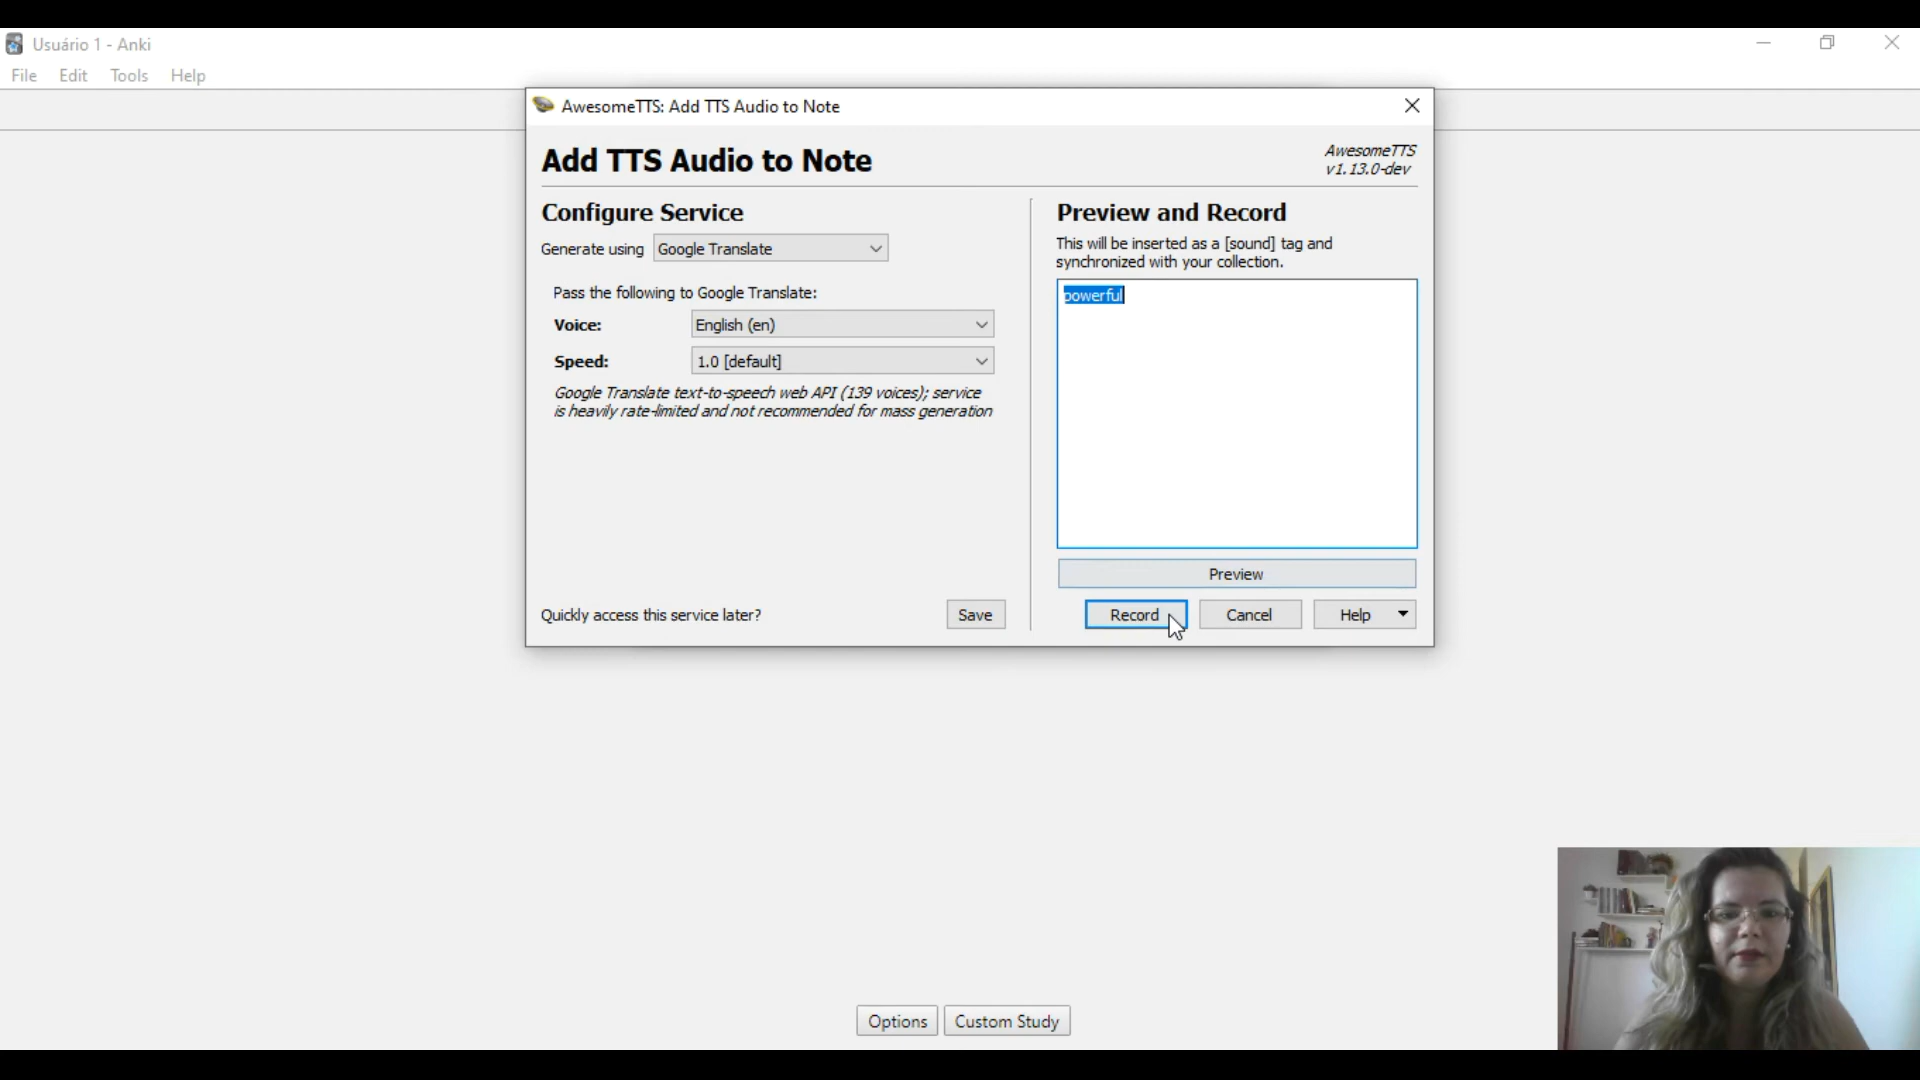 Usuário 1 - Anki
File Edit Tools Help
AwesomeTTS: Add TTS Audio to Note
Add TTS Audio to Note
AwesomeTTS
v1.13.0-dev
Configure Service
Generate using Google Translate
Pass the following to Google Translate:
Voice: English (en)
Speed: 1.0 [default]
Google Translate text-to-speech web API (139 voices); service
is heavily rate-limited and not recommended for mass generation
Quickly access this service later? Save
Preview and Record
This will be inserted as a [sound] tag and
synchronized with your collection.
powerful
Preview
Record Cancel Help
Options Custom Study